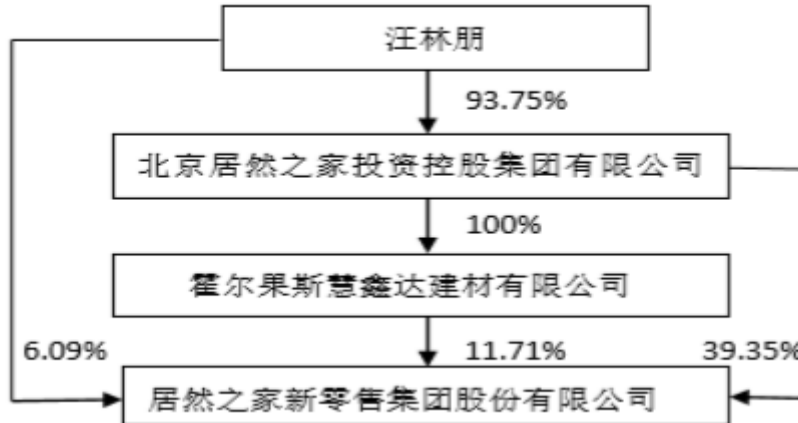 汪林朋
93.75%
北京居然之家投资控股集团有限公司
100%
霍尔果斯慧鑫达建材有限公司
6.09%
11.71%
39.35%
居然之家新零售集团股份有限公司